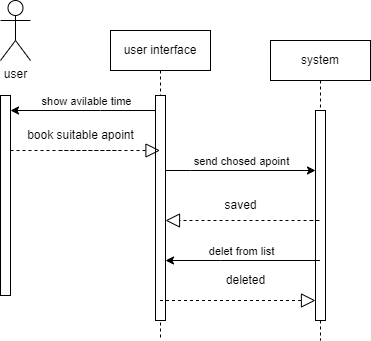 user
user interface
system
show avilable time
book suitable apoint
send chosed apoint
saved
delet from list
deleted